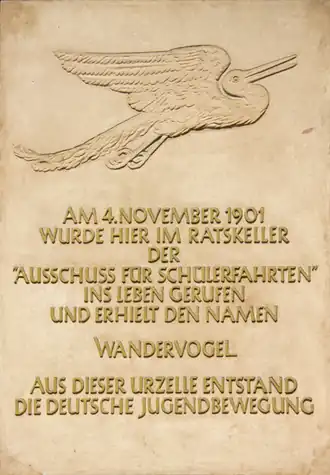 AM 4. NOVEMBER 1901
WURDE HIER IM RATSKELLER
DER
"AUSSCHUSS FÜR SCHÜLERFAHRTEN"
INS LEBEN GERUFEN
UND ERHIELT DEN NAMEN
WANDERVOGEL
AUS DIESER URZELLE ENTSTAND
DIE DEUTSCHE JUGENDBEWEGUNG